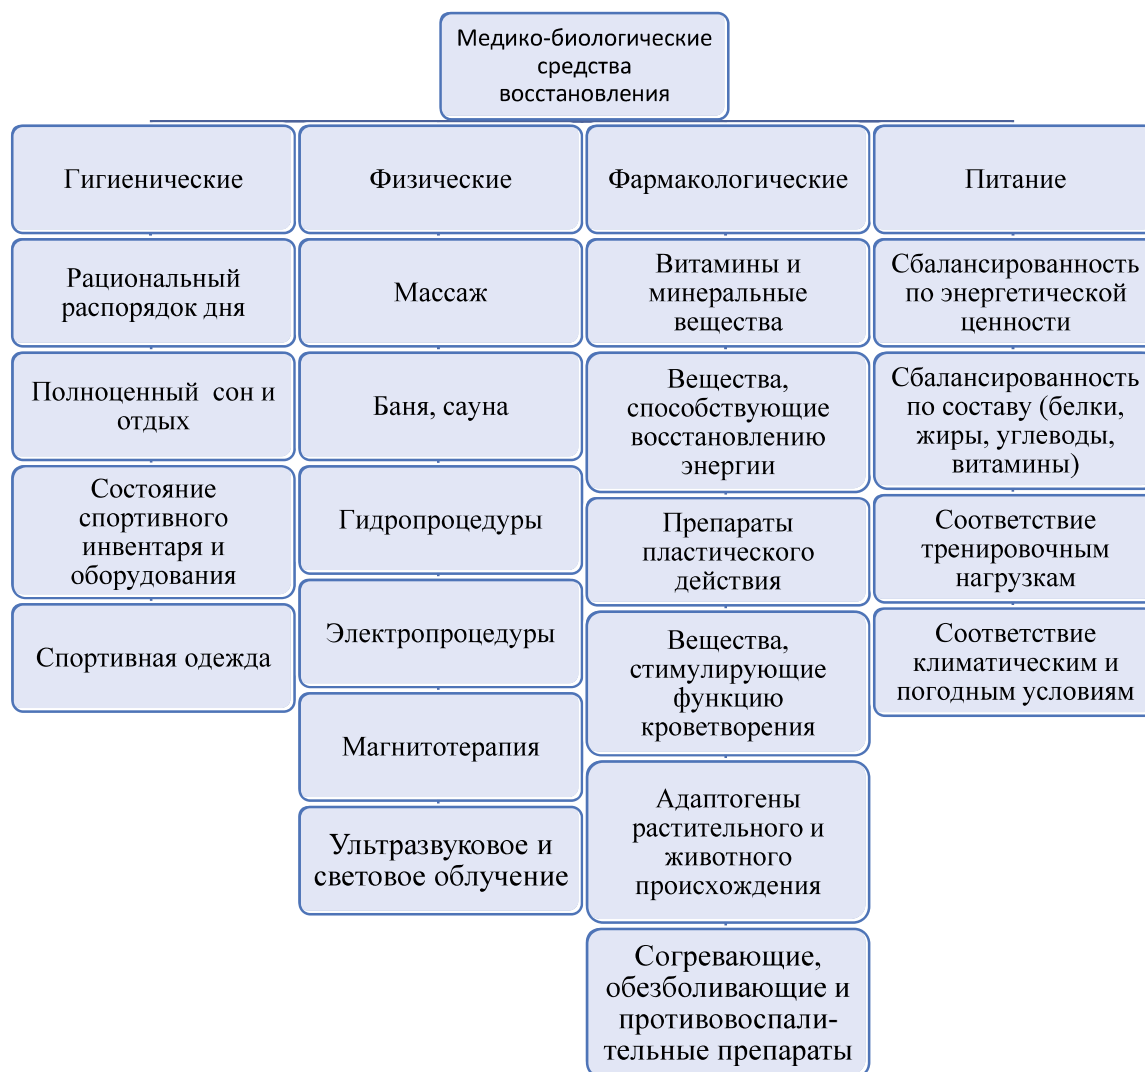 Медико-биологические
средства
восстановления
Гигиенические
Физические
Фармакологические
Питание
Рациональный
распорядок дня
Массаж
Витамины и
минеральные
вещества
Сбалансированность
по энергетической
ценности
Полноценный  сон и
отдых
Баня, сауна
Вещества,
способствующие
восстановлению
энергии
Сбалансированность
по составу (белки,
жиры, углеводы,
витамины)
Состояние
спортивного
инвентаря и
оборудования
Гидропроцедуры
Препараты
пластического
действия
Соответствие
тренировочным
нагрузкам
Спортивная одежда
Электропроцедуры
Вещества,
стимулирующие
функцию
кроветворения
Соответствие
климатическим и
погодным условиям
Магнитотерапия
Адаптогены
растительного и
животного
происхождения
Ультразвуковое и
световое облучение
Согревающие,
обезболивающие и
противовоспали-
тельные препараты